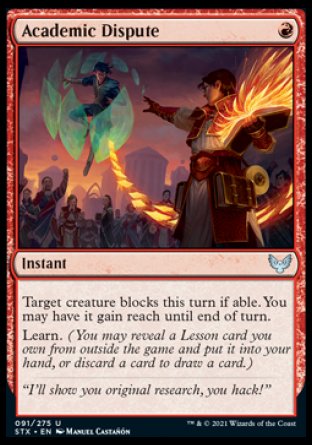 Academic Dispute
Instant
Target creature blocks this turn if able. You
may have it gain reach until end of turn.
Learn. (You may reveal a Lesson card you
own from outside the game and put it into
your hand, or discard a card to draw a card.)
“I’ll show you original research, you hack!”
091/275 U
STX • EN Manuel Castañón
™ & © 2021 Wizards of the Coast